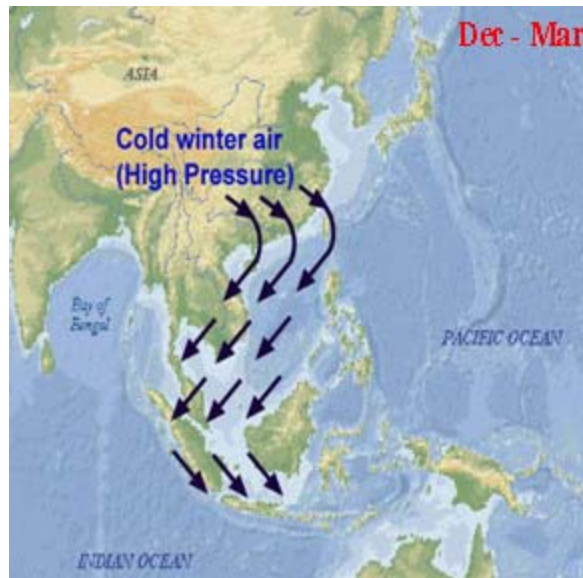 Dec - Mar
ASIA
Cold winter air
(High Pressure)
Bay of
Bengal
PACIFIC OCEAN
INDIAN OCEAN